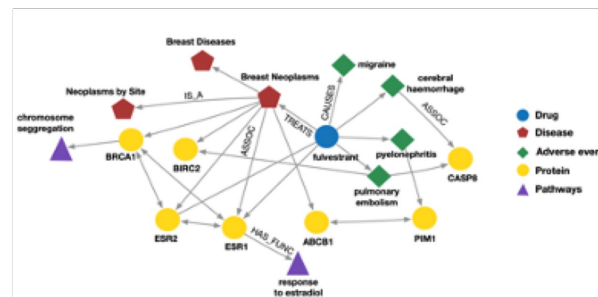 Breast Diseases
migraine
Breast Neoplasms
cerebral
haemorrhage
Neoplasms by Site
IS_A
CAUSES
ASSOC
chromosome
seggregation
TREATS
Drug
Disease
Adverse even
Protein
Pathways
BRCA1
BIRC2
ASSOC
fulvestrant
pyelonephritis
CASP8
pulmonary
embolism
ESR2
ESR1
HAS_FUNC
ABCB1
PIM1
response
to estradiol